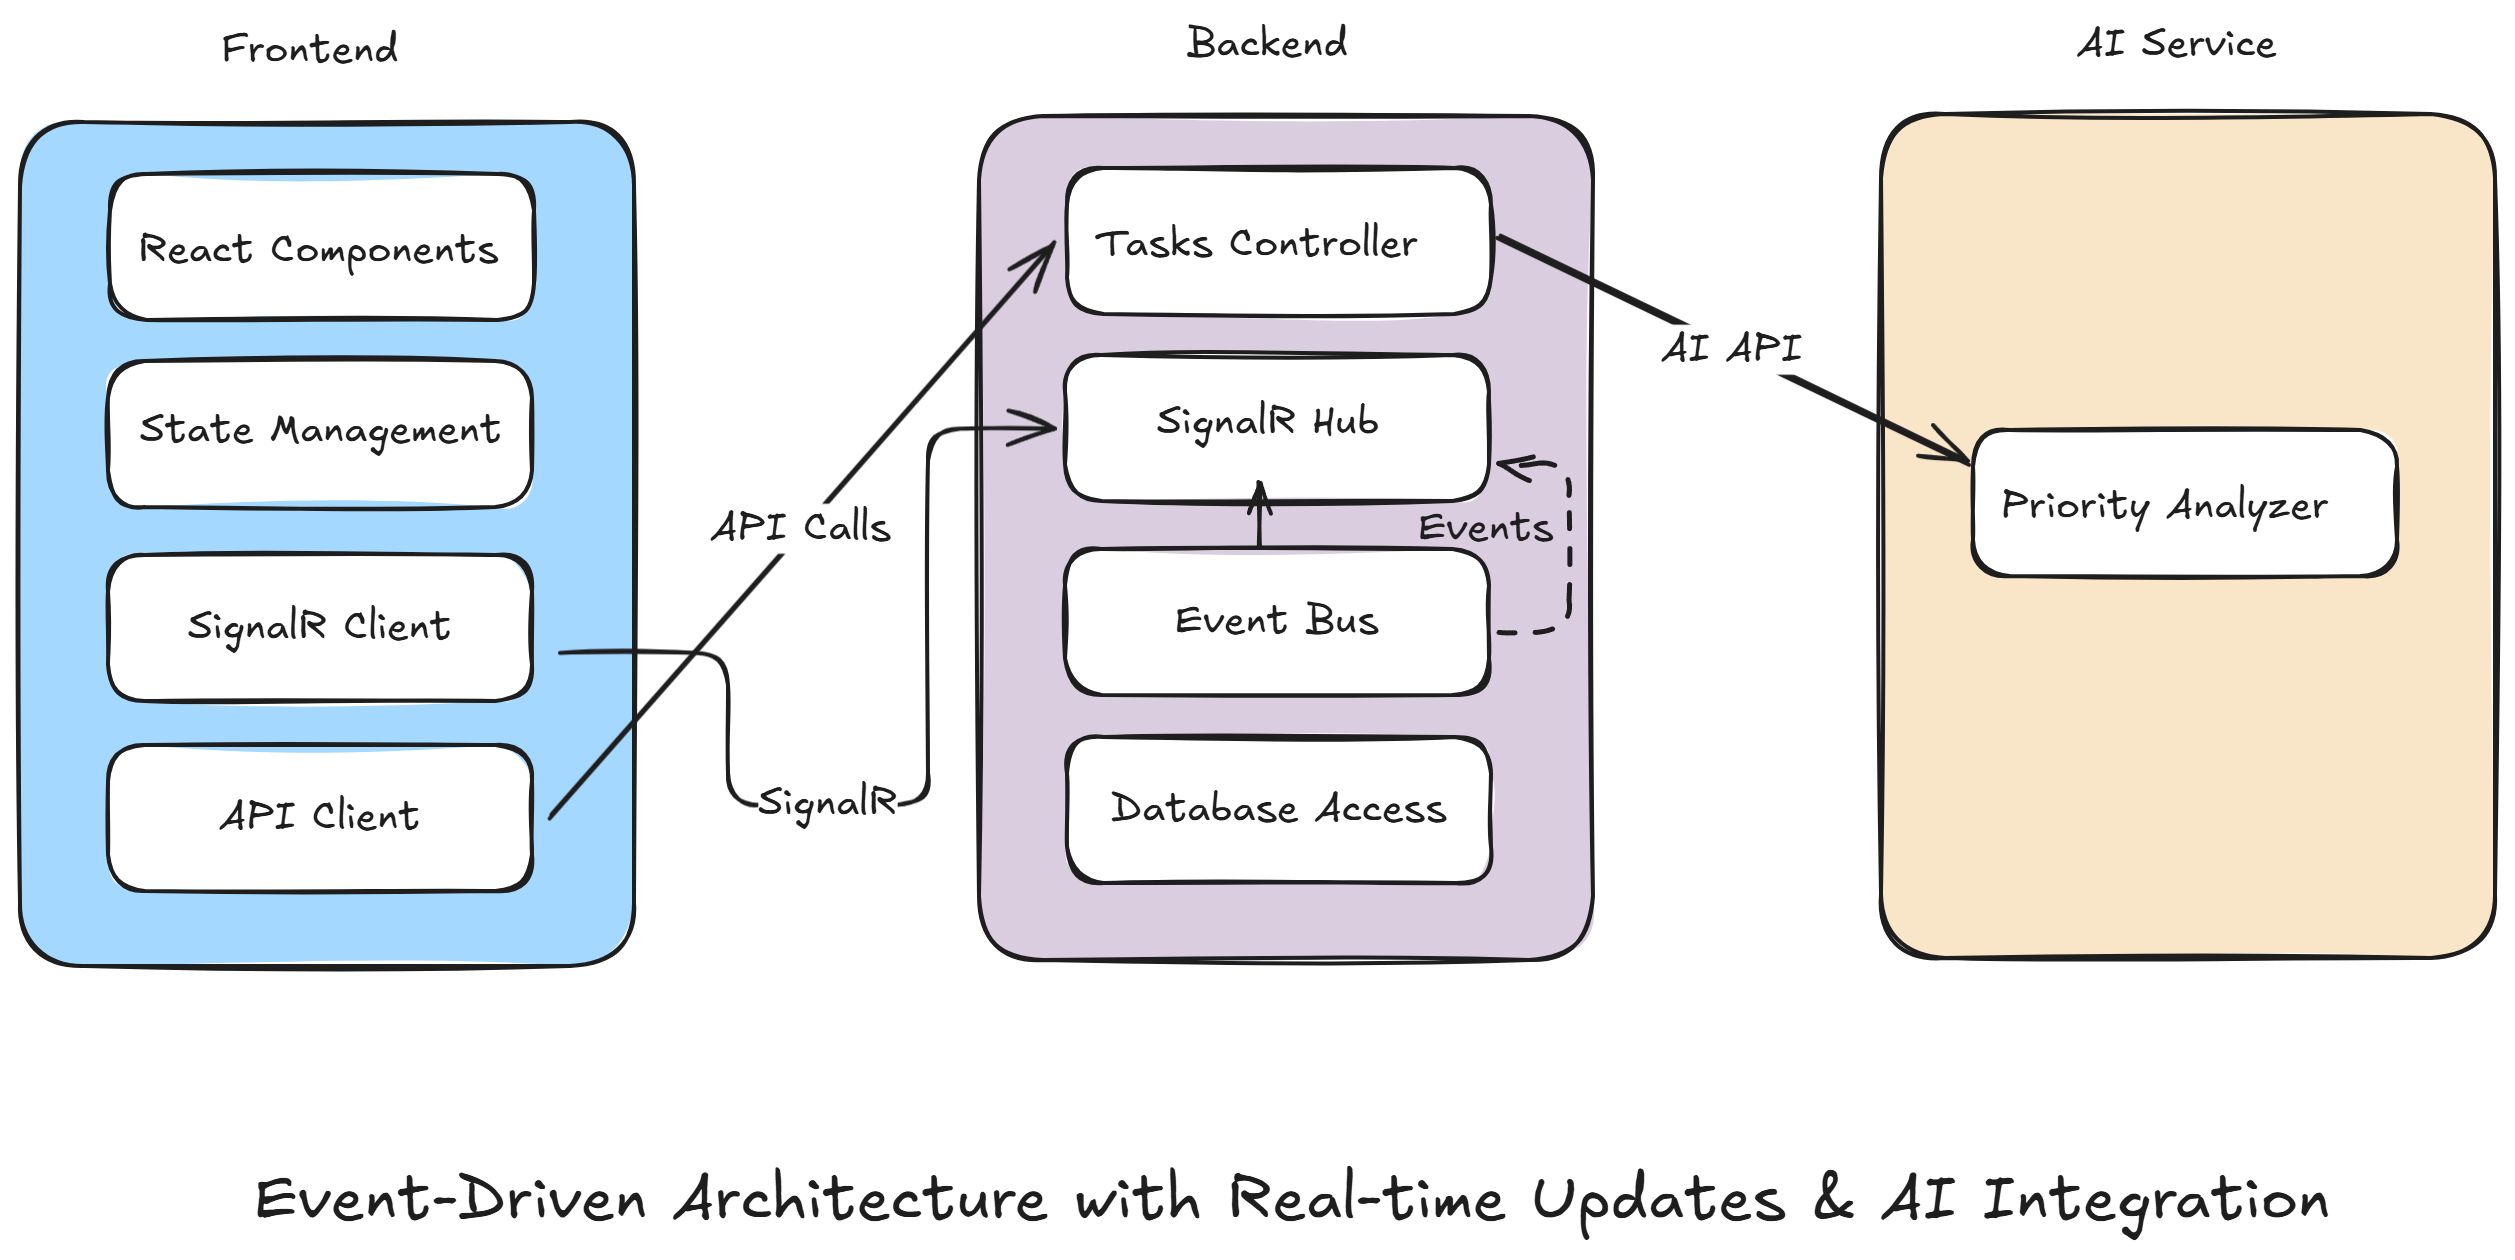 Frontend
Backend
AI Service
React Components
State Management
SignalR Client
API Client
API Calls
SignalR
Tasks Controller
SignalR Hub
Events
Event Bus
Database Access
AI API
Priority Analyzer
Event-Driven Architecture with Real-time Updates & AI Integration